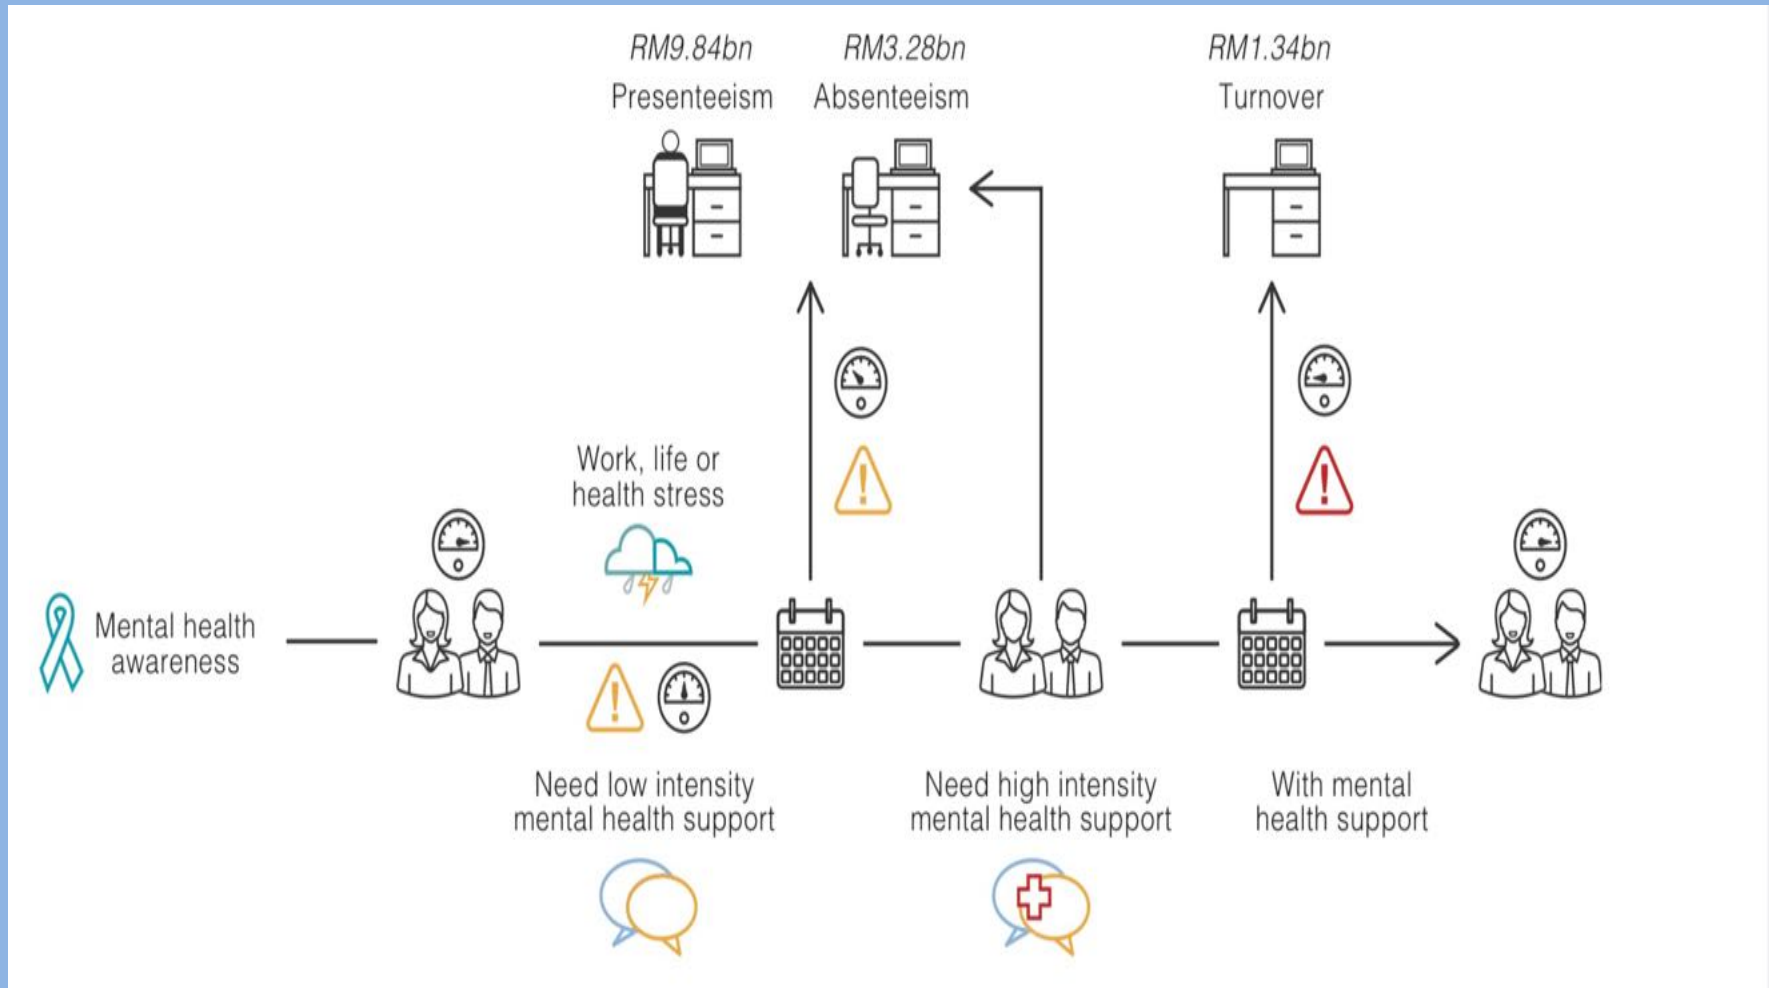 RM9.84bn
Presenteeism
RM3.28bn
Absenteeism
RM1.34bn
Turnover
Work, life or
health stress
Mental health
awareness
Need low intensity
mental health support
Need high intensity
mental health support
With mental
health support